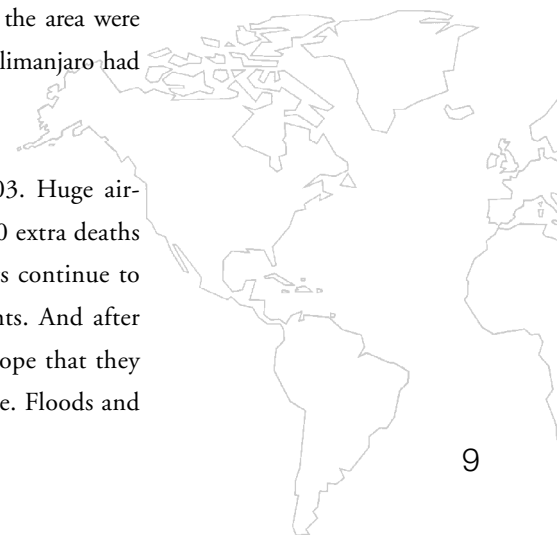 the area were
limanjaro had
03. Huge air-
0 extra deaths
s continue to
nts. And after
ope that they
e. Floods and
9